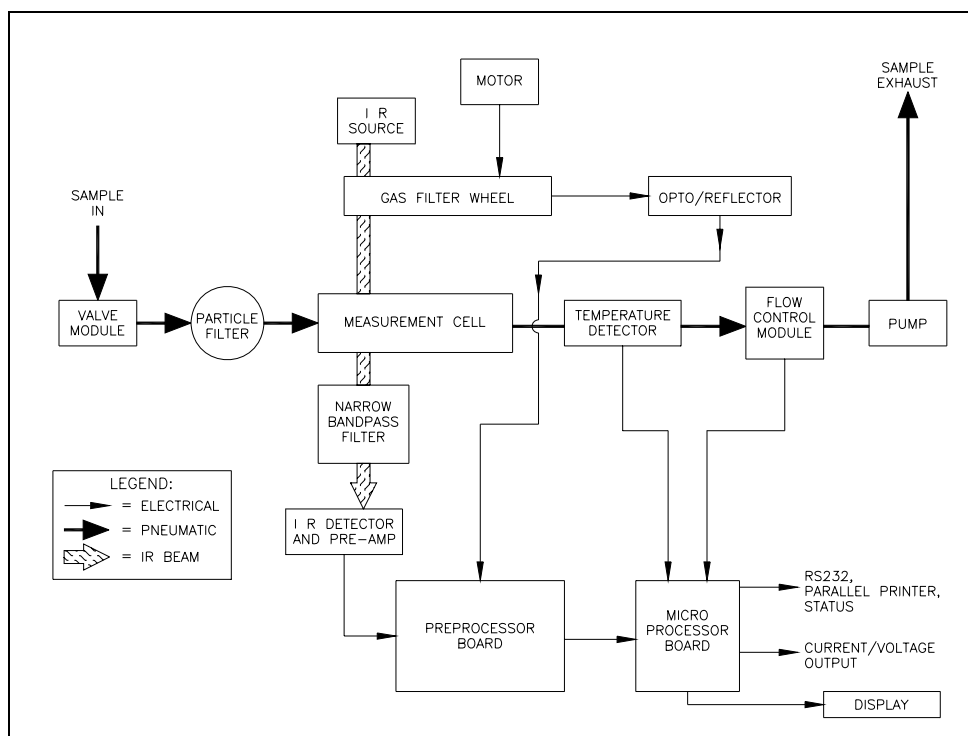 MOTOR
SAMPLE
EXHAUST
I R
SOURCE
GAS FILTER WHEEL
OPTO/REFLECTOR
SAMPLE
IN
VALVE
MODULE
PARTICLE
FILTER
MEASUREMENT CELL
TEMPERATURE
DETECTOR
FLOW
CONTROL
MODULE
PUMP
NARROW
BANDPASS
FILTER
LEGEND:
= ELECTRICAL
= PNEUMATIC
= IR BEAM
I R DETECTOR
AND PRE-AMP
PREPROCESSOR
BOARD
MICRO
PROCESSOR
BOARD
RS232,
PARALLEL PRINTER,
STATUS
CURRENT/VOLTAGE
OUTPUT
DISPLAY